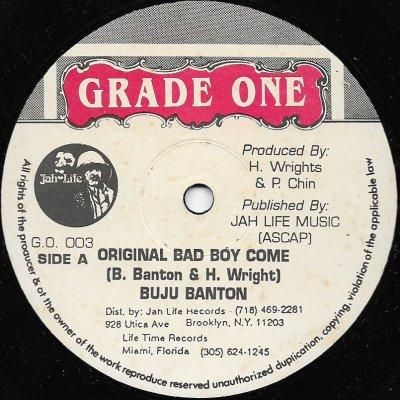 GRADE ONE
Produced By:
H. Wrights
& P. Chin
Jah-Life
Published By:
JAH LIFE MUSIC
(ASCAP)
G.O. 003
SIDE A
ORIGINAL BAD BOY COME
(B. Banton & H. Wright)
BUJU BANTON
Dist. by: Jah Life Records (718) 469-2281
928 Utica Ave Brooklyn, N.Y. 11203
Life Time Records
Miami, Florida (305) 624-1245
All rights of the producer & of the owner of the work reproduce reserved unauthorized duplication, copying, violation of the applicable law